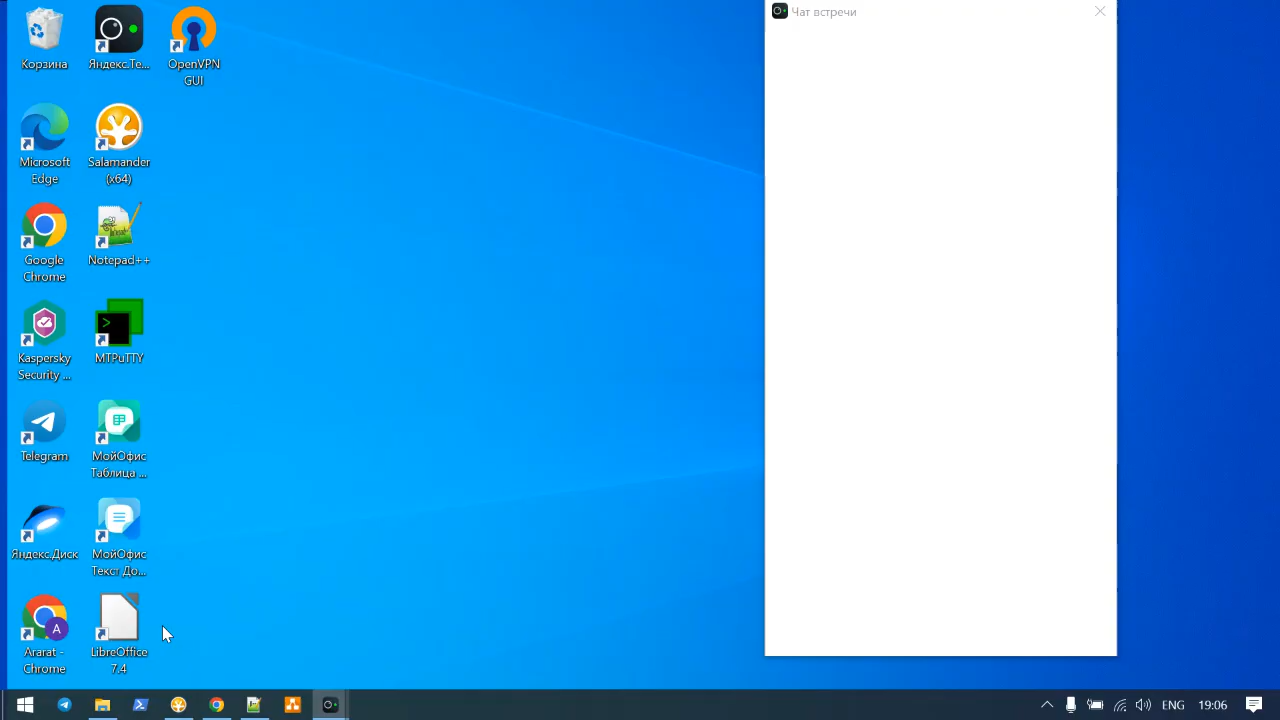 Чат встречи
Корзина
Яндекс.Те...
OpenVPN
GUI
Microsoft
Edge
Salamander
(x64)
Google
Chrome
Notepad++
Kaspersky
Security ...
MTPuTTY
Telegram
МойОфис
Таблица ...
Яндекс.Диск
МойОфис
Текст До...
Ararat -
Chrome
LibreOffice
7.4
A
ENG
19:06